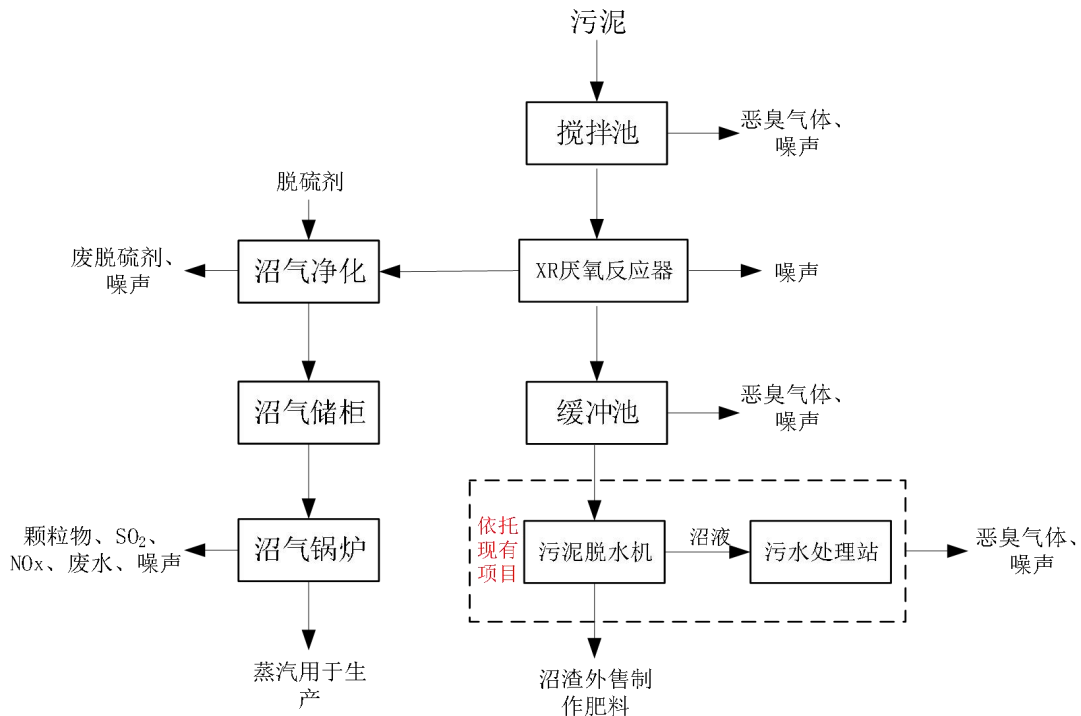 污泥
搅拌池
恶臭气体、
噪声
脱硫剂
废脱硫剂、
噪声
沼气净化
XR厌氧反应器
噪声
沼气储柜
缓冲池
恶臭气体、
噪声
颗粒物、SO₂、
NOx、废水、噪声
沼气锅炉
依托
现有
项目
污泥脱水机
沼液
污水处理站
恶臭气体、
噪声
蒸汽用于生
产
沼渣外售制
作肥料